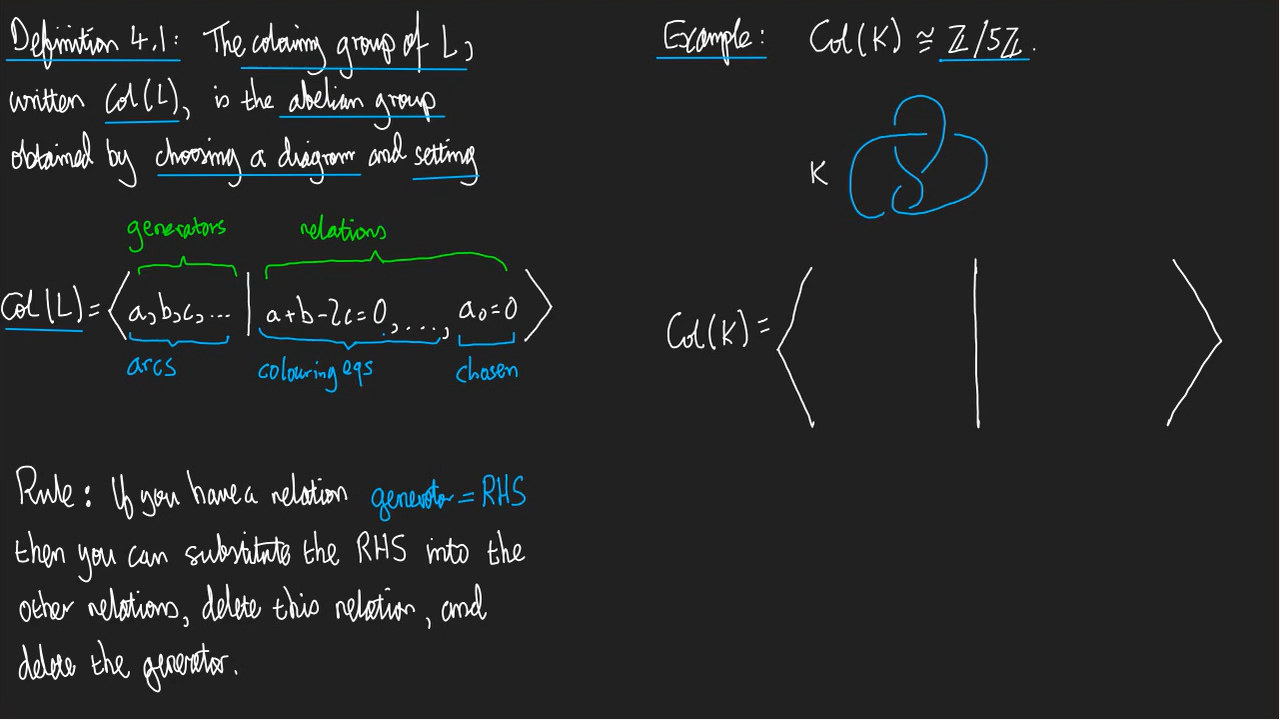 Definition 4.1: The colouring group of L,
written Col(L), is the abelian group
obtained by choosing a diagram and setting
generators relations
Col(L) = ⟨ a, b, c, ... | a+b-2c=0, ..., a₀=0 ⟩
arcs colouring eqs chosen
Rule: If you have a relation generator = RHS
then you can substitute the RHS into the
other relations, delete this relation, and
delete the generator.
Example: Col(K) ≅ ℤ/5ℤ.
K
Col(K) = ⟨ | ⟩